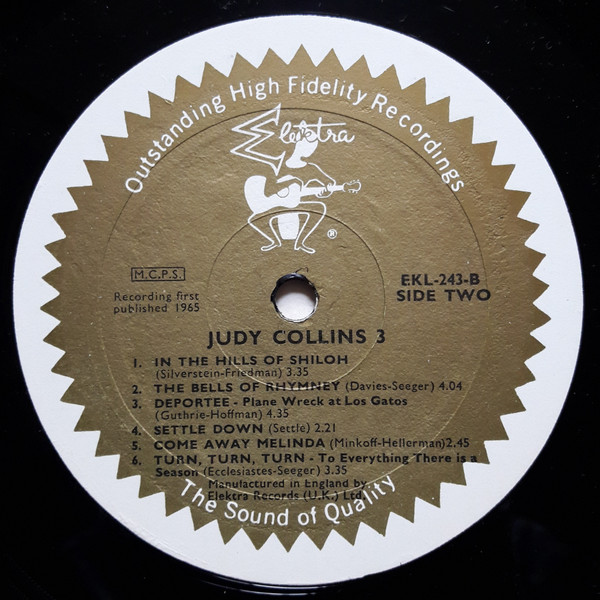 Outstanding High Fidelity Recordings
Elektra
®
M.C.P.S.
Recording first
published 1965
EKL-243-B
SIDE TWO
JUDY COLLINS 3
1. IN THE HILLS OF SHILOH
(Silverstein-Friedman) 3.35
2. THE BELLS OF RHYMNEY (Davies-Seeger) 4.04
3. DEPORTEE - Plane Wreck at Los Gatos
(Guthrie-Hoffman) 4.35
4. SETTLE DOWN (Settle) 2.21
5. COME AWAY MELINDA (Minkoff-Hellerman) 2.45
6. TURN, TURN, TURN - To Everything There is a
Season (Ecclesiastes-Seeger) 3.35
Manufactured in England by
Elektra Records (U.K.) Ltd
The Sound of Quality